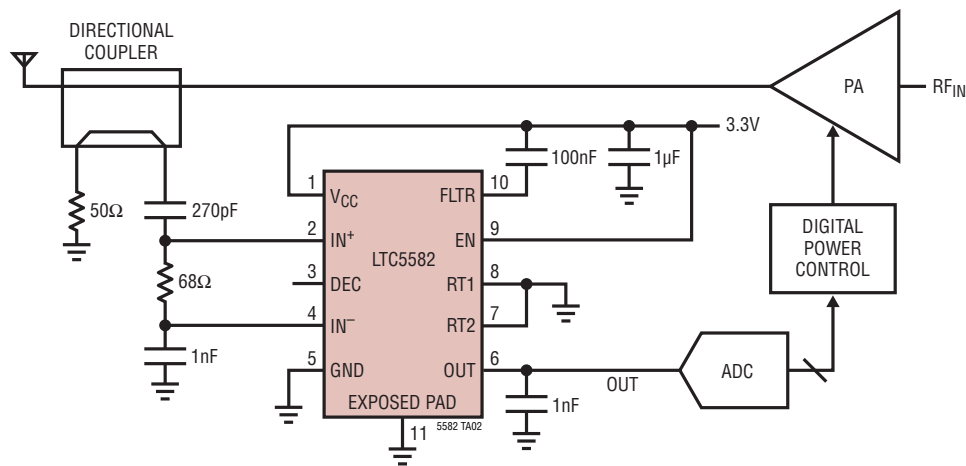 DIRECTIONAL
COUPLER
PA
RFIN
3.3V
100nF
1µF
50Ω
270pF
68Ω
1nF
1
VCC
2
IN+
3
DEC
4
IN−
5
GND
LTC5582
10
FLTR
9
EN
8
RT1
7
RT2
6
OUT
EXPOSED PAD
11
5582 TA02
1nF
OUT
ADC
DIGITAL
POWER
CONTROL